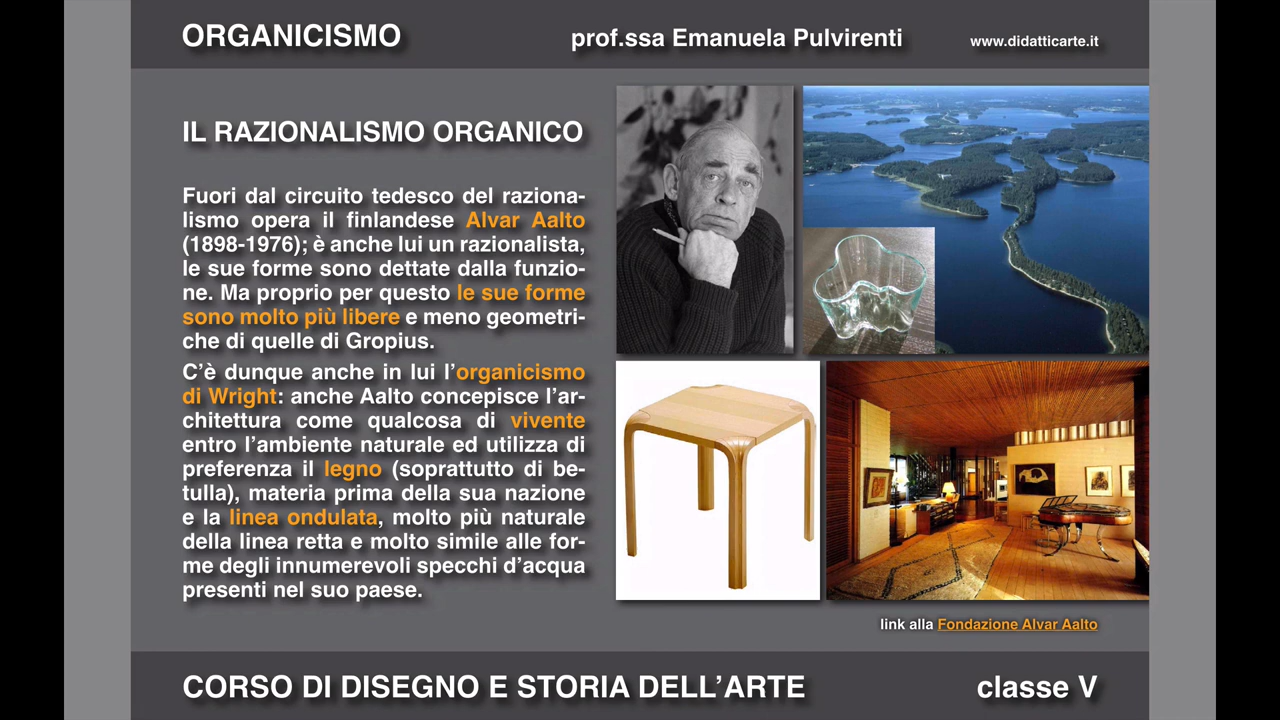 ORGANICISMO
prof.ssa Emanuela Pulvirenti
www.didatticarte.it
IL RAZIONALISMO ORGANICO
Fuori dal circuito tedesco del raziona-
lismo opera il finlandese Alvar Aalto
(1898-1976); è anche lui un razionalista,
le sue forme sono dettate dalla funzio-
ne. Ma proprio per questo le sue forme
sono molto più libere e meno geometri-
che di quelle di Gropius.
C’è dunque anche in lui l’organicismo
di Wright: anche Aalto concepisce l’ar-
chitettura come qualcosa di vivente
entro l’ambiente naturale ed utilizza di
preferenza il legno (soprattutto di be-
tulla), materia prima della sua nazione
e la linea ondulata, molto più naturale
della linea retta e molto simile alle for-
me degli innumerevoli specchi d’acqua
presenti nel suo paese.
link alla Fondazione Alvar Aalto
CORSO DI DISEGNO E STORIA DELL’ARTE
classe V